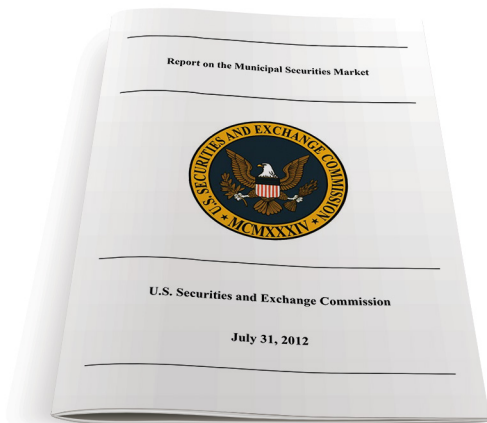 Report on the Municipal Securities Market
U.S. SECURITIES AND EXCHANGE COMMISSION
★ MCMXXXIV ★
U.S. Securities and Exchange Commission
July 31, 2012